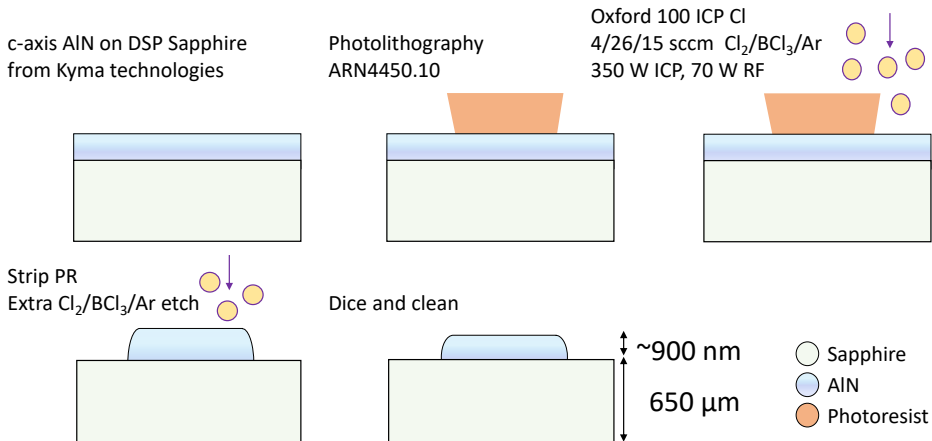 c-axis AlN on DSP Sapphire
from Kyma technologies
Photolithography
ARN4450.10
Oxford 100 ICP Cl
4/26/15 sccm Cl₂/BCl₃/Ar
350 W ICP, 70 W RF
Strip PR
Extra Cl₂/BCl₃/Ar etch
Dice and clean
~900 nm
650 μm
Sapphire
AlN
Photoresist